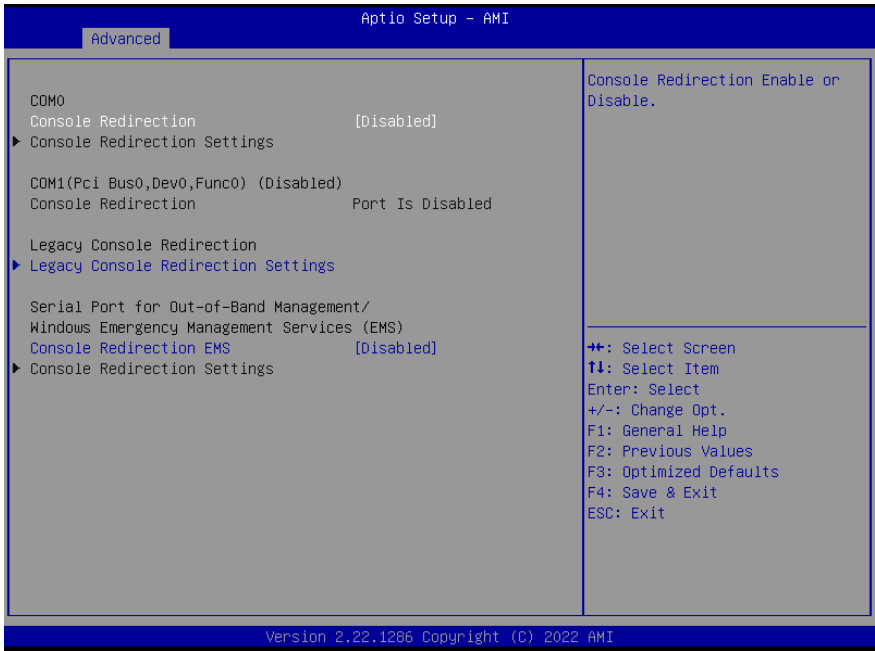 Aptio Setup – AMI
Advanced
COM0
Console Redirection [Disabled]
Console Redirection Settings
COM1(Pci Bus0,Dev0,Func0) (Disabled)
Console Redirection Port Is Disabled
Legacy Console Redirection
Legacy Console Redirection Settings
Serial Port for Out-of-Band Management/
Windows Emergency Management Services (EMS)
Console Redirection EMS [Disabled]
Console Redirection Settings
Console Redirection Enable or
Disable.
→←: Select Screen
↑↓: Select Item
Enter: Select
+/-: Change Opt.
F1: General Help
F2: Previous Values
F3: Optimized Defaults
F4: Save & Exit
ESC: Exit
Version 2.22.1286 Copyright (C) 2022 AMI